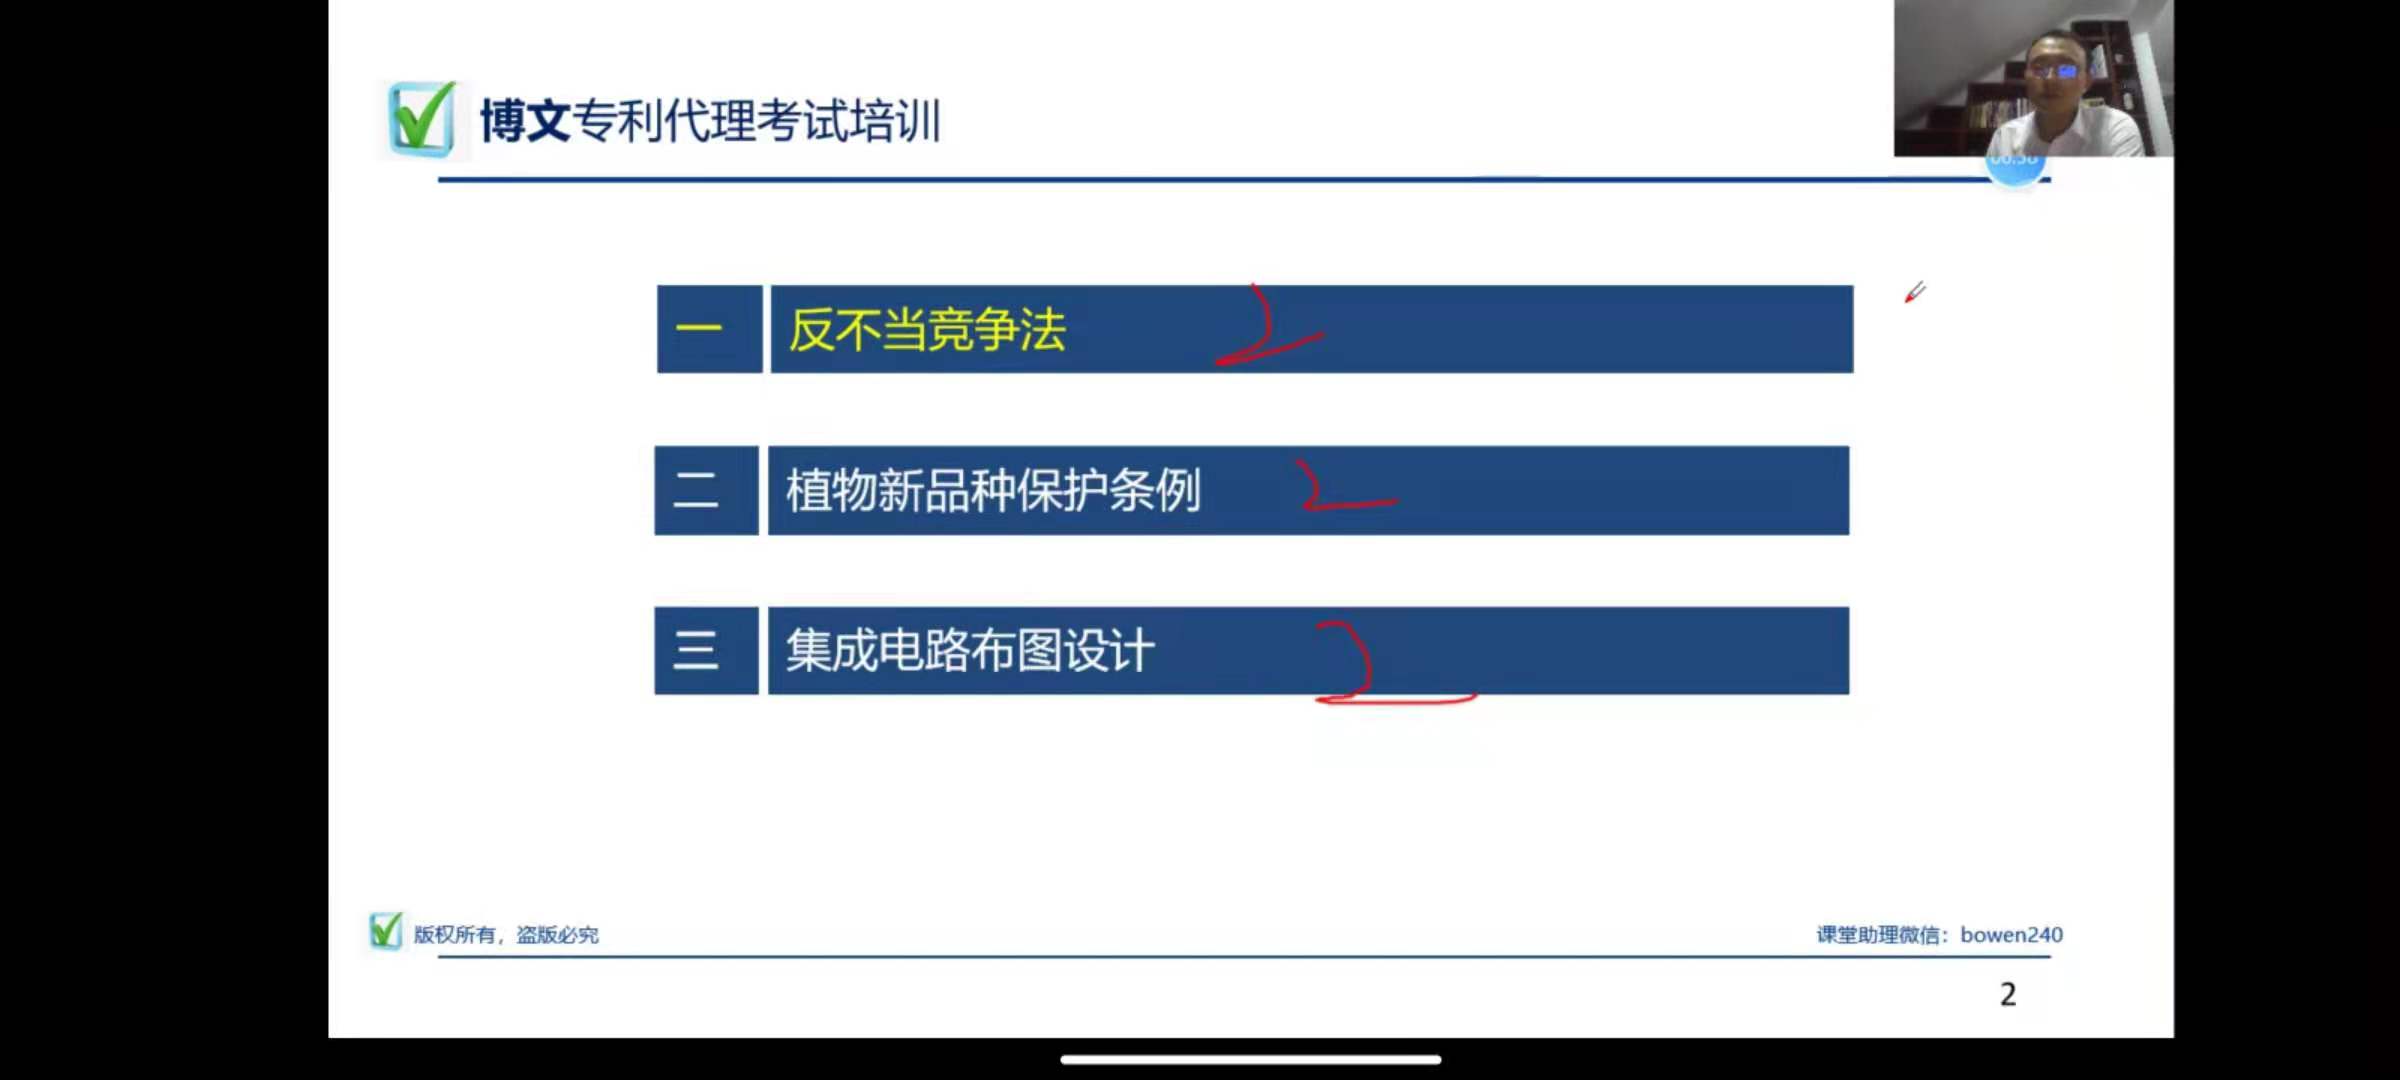 博文专利代理考试培训
00:58
一 反不当竞争法 2
二 植物新品种保护条例 2
三 集成电路布图设计 2
版权所有，盗版必究
课堂助理微信：bowen240
2